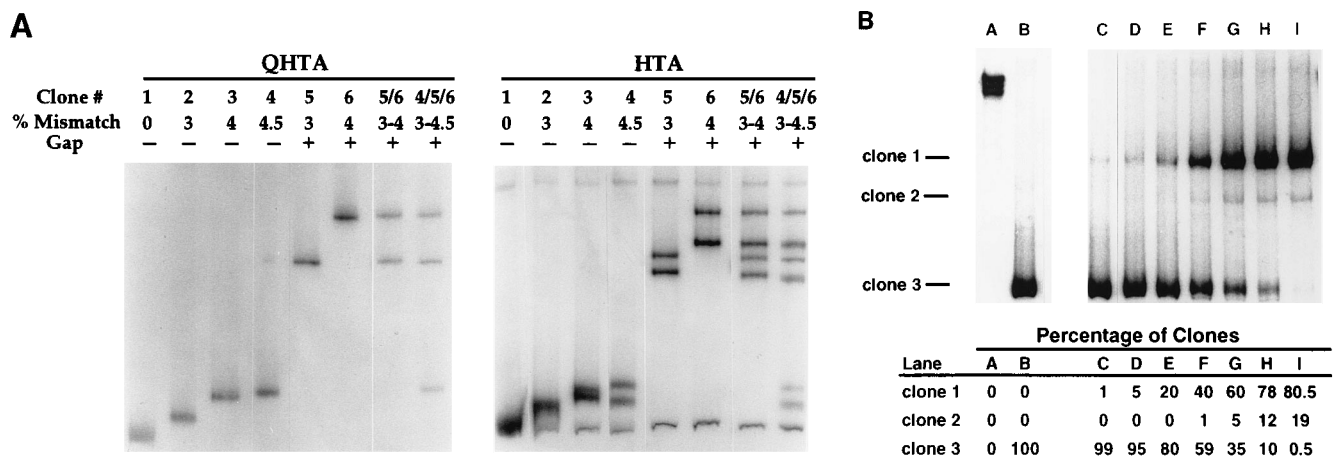 A
QHTA
Clone # 1 2 3 4 5 6 5/6 4/5/6
% Mismatch 0 3 4 4.5 3 4 3-4 3-4.5
Gap − − − − + + + +
HTA
1 2 3 4 5 6 5/6 4/5/6
0 3 4 4.5 3 4 3-4 3-4.5
− − − − + + + +
B
A B C D E F G H I
clone 1
clone 2
clone 3
Percentage of Clones
Lane A B C D E F G H I
clone 1 0 0 1 5 20 40 60 78 80.5
clone 2 0 0 0 0 0 1 5 12 19
clone 3 0 100 99 95 80 59 35 10 0.5